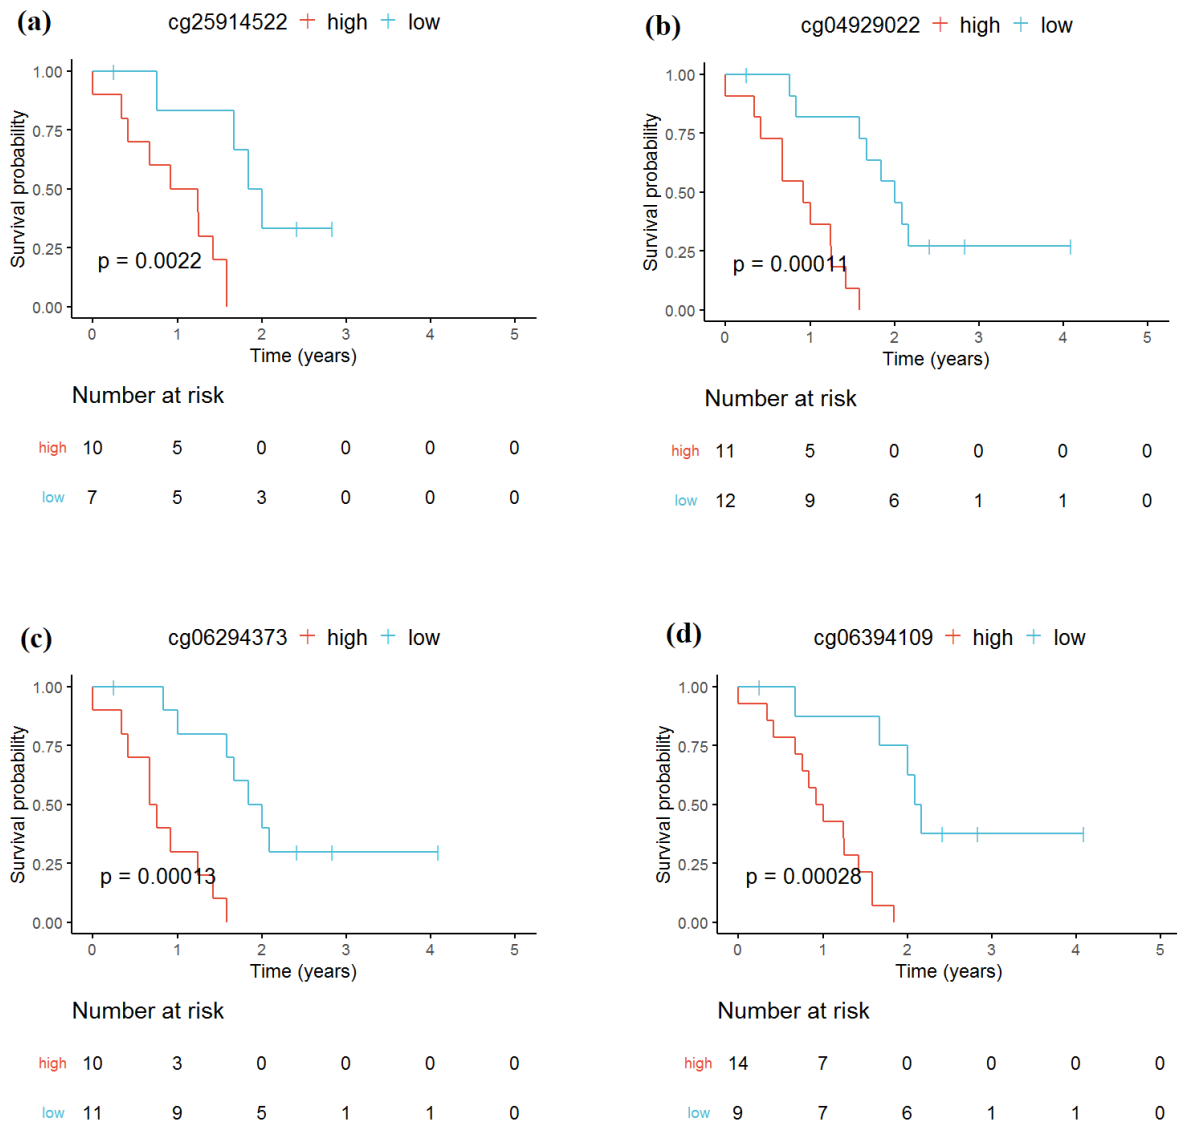 (a) cg25914522 high low
Survival probability
1.00
0.75
0.50
0.25
0.00
p = 0.0022
0 1 2 3 4 5
Time (years)
Number at risk
high 10 5 0 0 0 0
low 7 5 3 0 0 0
(b) cg04929022 high low
Survival probability
1.00
0.75
0.50
0.25
0.00
p = 0.00011
0 1 2 3 4 5
Time (years)
Number at risk
high 11 5 0 0 0 0
low 12 9 6 1 1 0
(c) cg06294373 high low
Survival probability
1.00
0.75
0.50
0.25
0.00
p = 0.00013
0 1 2 3 4 5
Time (years)
Number at risk
high 10 3 0 0 0 0
low 11 9 5 1 1 0
(d) cg06394109 high low
Survival probability
1.00
0.75
0.50
0.25
0.00
p = 0.00028
0 1 2 3 4 5
Time (years)
Number at risk
high 14 7 0 0 0 0
low 9 7 6 1 1 0